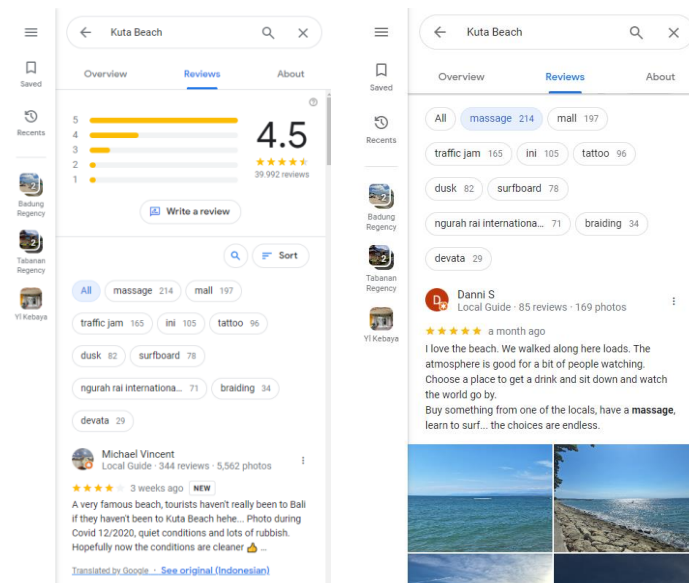 Kuta Beach
Saved
Recents
2
Badung
Regency
2
Tabanan
Regency
YI Kebaya
Overview
Reviews
About
5
4
3
2
1
4.5
39.992 reviews
Write a review
Sort
All
massage 214
mall 197
traffic jam 165
ini 105
tattoo 96
dusk 82
surfboard 78
ngurah rai internationa... 71
braiding 34
devata 29
Michael Vincent
Local Guide · 344 reviews · 5,562 photos
3 weeks ago NEW
A very famous beach, tourists haven't really been to Bali
if they haven't been to Kuta Beach hehe... Photo during
Covid 12/2020, quiet conditions and lots of rubbish.
Hopefully now the conditions are cleaner 👍 ...
Translated by Google · See original (Indonesian)
Kuta Beach
Saved
Recents
2
Badung
Regency
2
Tabanan
Regency
YI Kebaya
Overview
Reviews
About
All
massage 214
mall 197
traffic jam 165
ini 105
tattoo 96
dusk 82
surfboard 78
ngurah rai internationa... 71
braiding 34
devata 29
D
Danni S
Local Guide · 85 reviews · 169 photos
a month ago
I love the beach. We walked along here loads. The
atmosphere is good for a bit of people watching.
Choose a place to get a drink and sit down and watch
the world go by.
Buy something from one of the locals, have a massage,
learn to surf... the choices are endless.